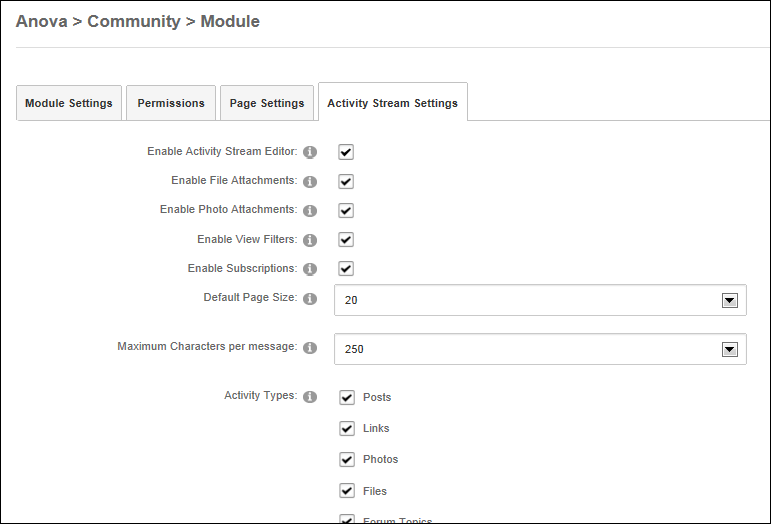 Anova > Community > Module
Module Settings Permissions Page Settings Activity Stream Settings
Enable Activity Stream Editor:
Enable File Attachments:
Enable Photo Attachments:
Enable View Filters:
Enable Subscriptions:
Default Page Size: 20
Maximum Characters per message: 250
Activity Types: Posts
Links
Photos
Files
Forum Topics